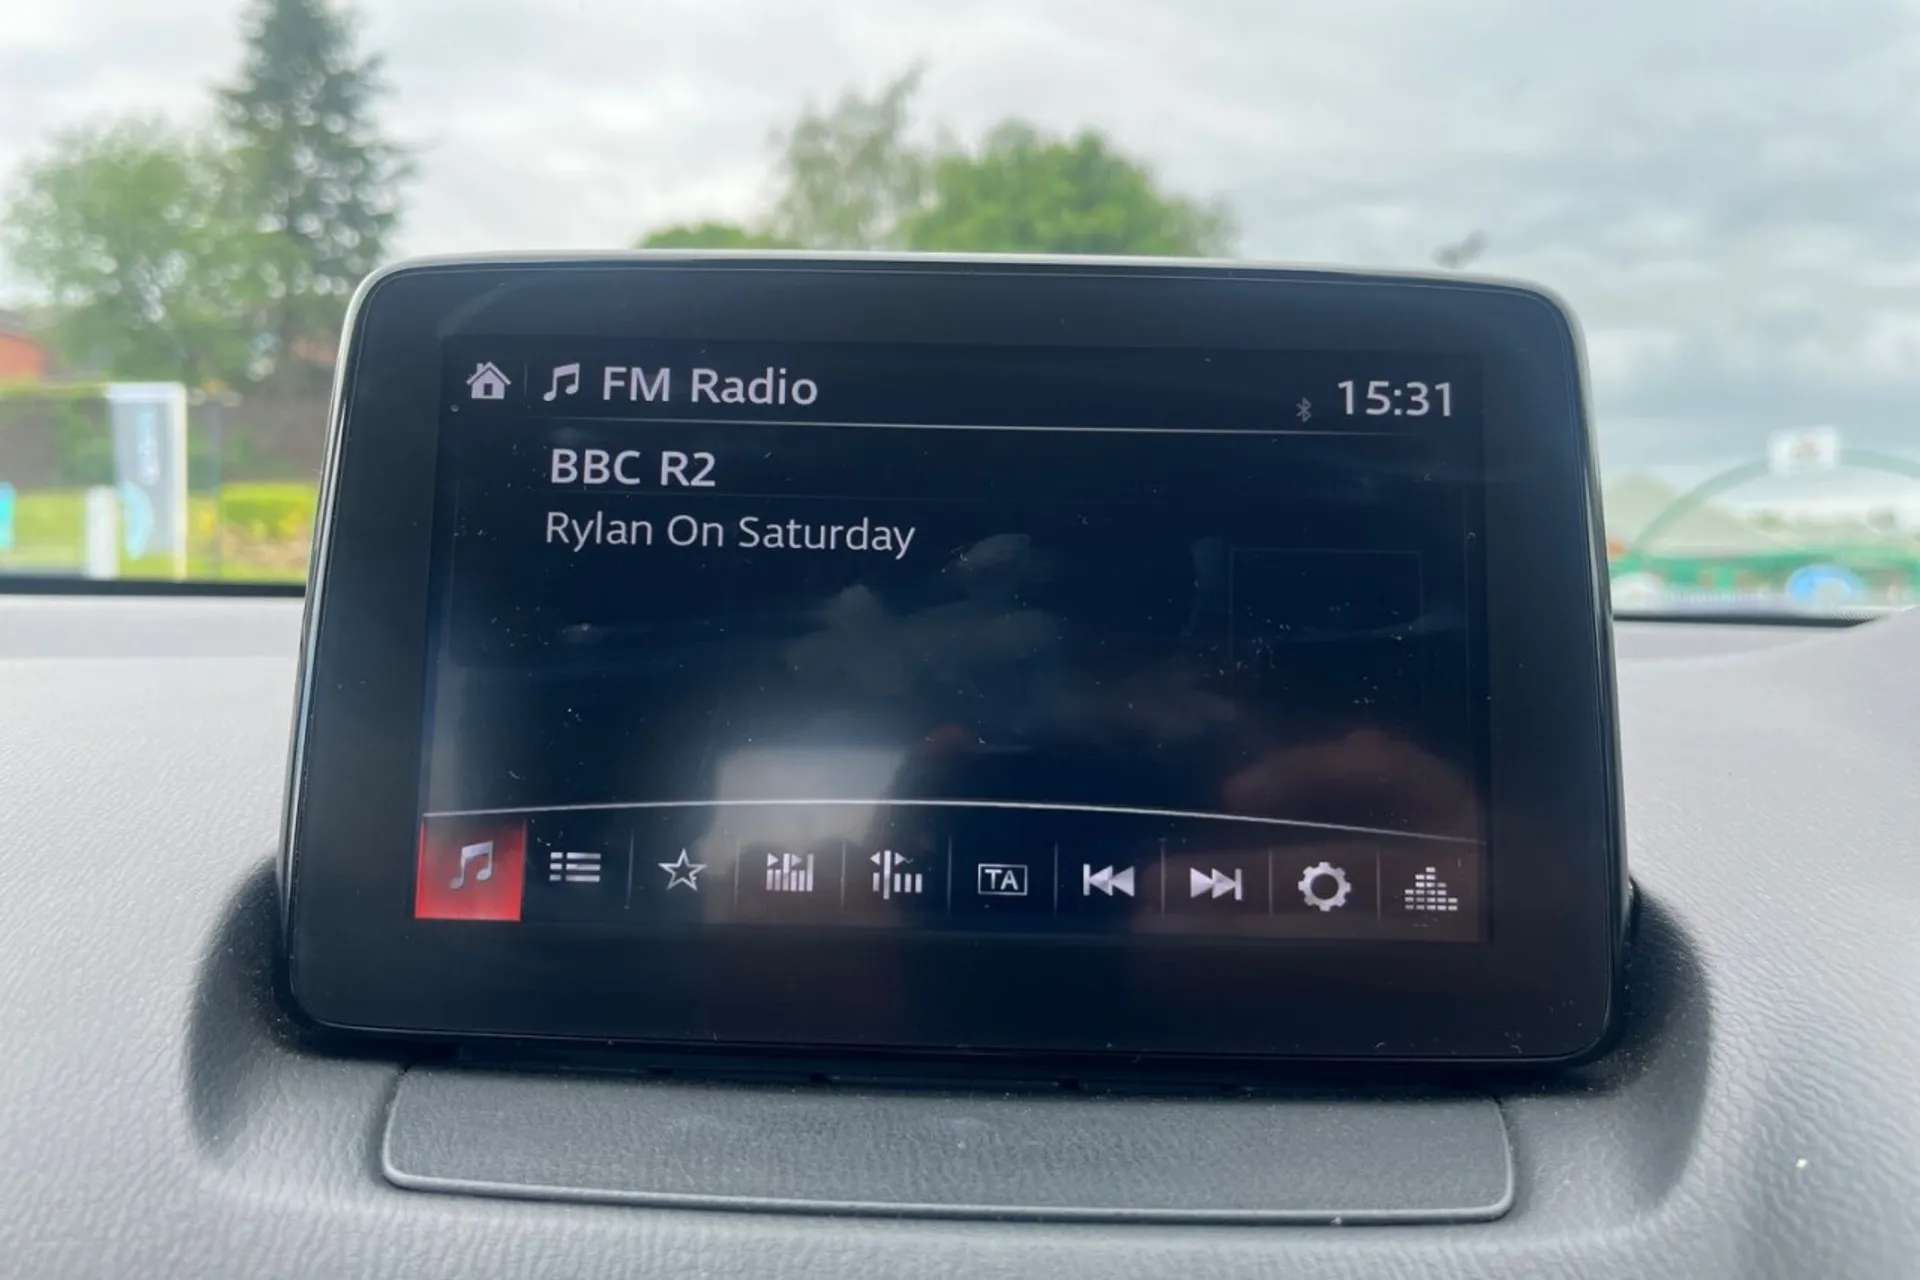 FM Radio
15:31
BBC R2
Rylan On Saturday
TA